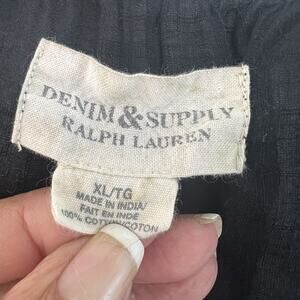 DENIM & SUPPLY
RALPH LAUREN
XL/TG
MADE IN INDIA/
FAIT EN INDE
100% COTTON/COTON